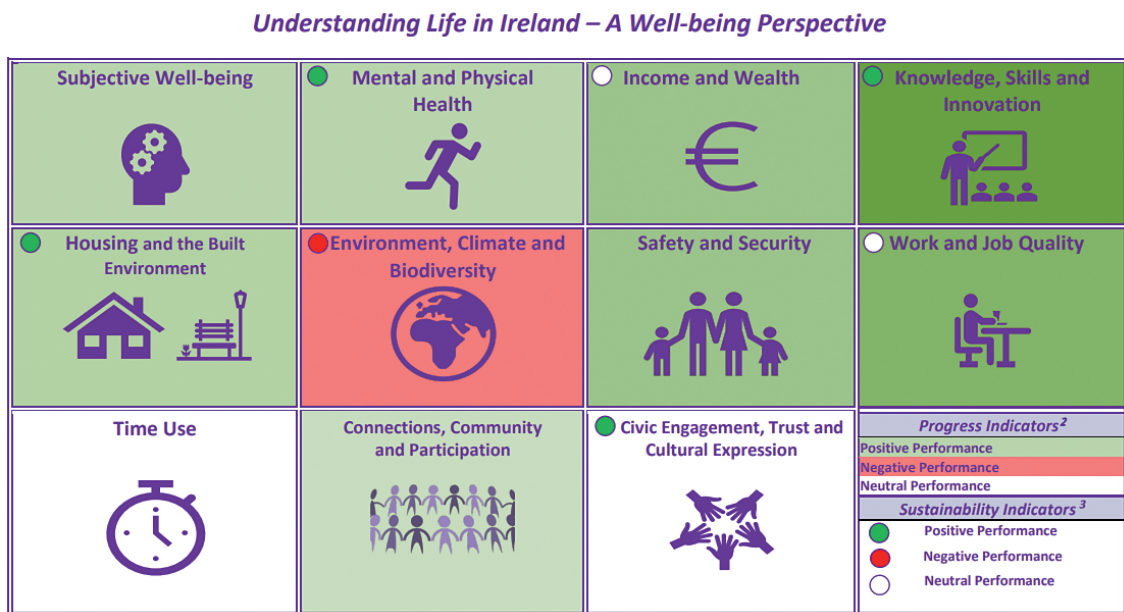 Understanding Life in Ireland – A Well-being Perspective
Subjective Well-being
Mental and Physical
Health
Income and Wealth
€
Knowledge, Skills and
Innovation
Housing and the Built
Environment
Environment, Climate and
Biodiversity
Safety and Security
Work and Job Quality
Time Use
Connections, Community
and Participation
Civic Engagement, Trust and
Cultural Expression
Progress Indicators²
Positive Performance
Negative Performance
Neutral Performance
Sustainability Indicators ³
Positive Performance
Negative Performance
Neutral Performance